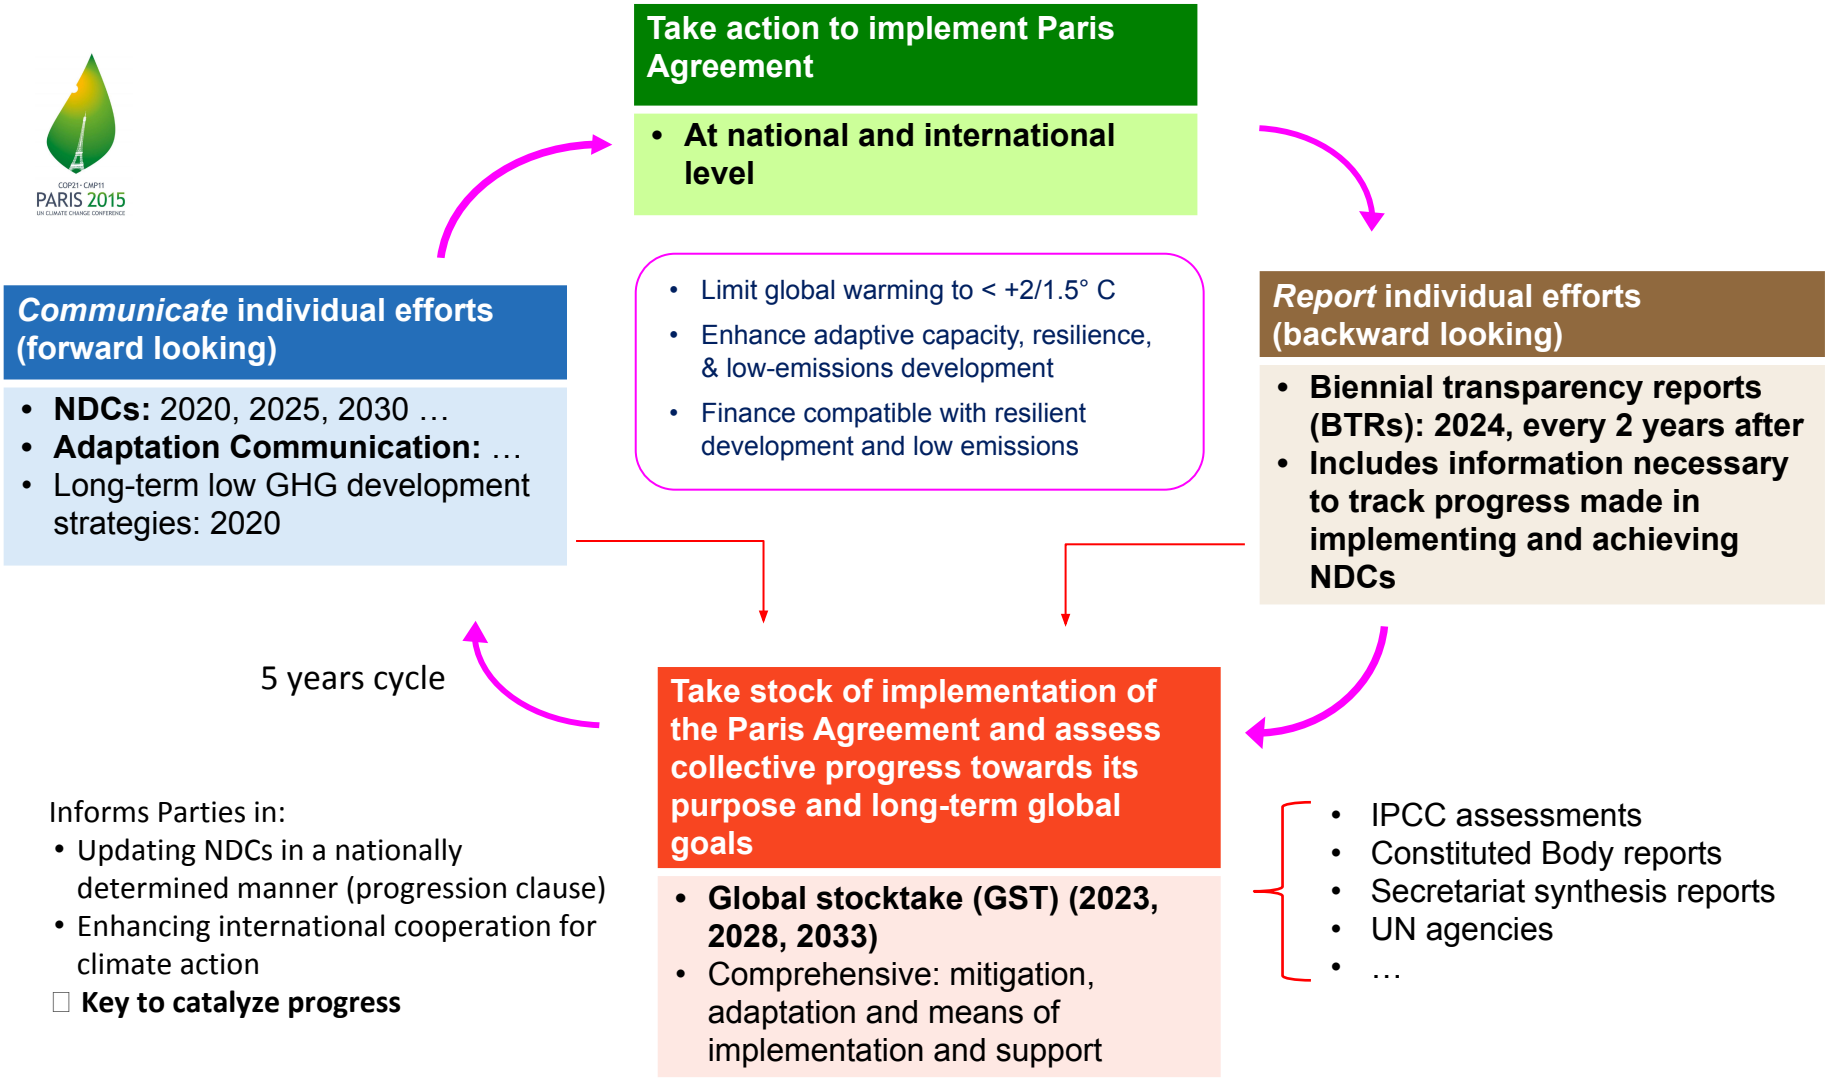 Take action to implement Paris
Agreement
• At national and international
level
COP21 • CMP11
PARIS 2015
UN CLIMATE CHANGE CONFERENCE
Communicate individual efforts
(forward looking)
• NDCs: 2020, 2025, 2030 …
• Adaptation Communication: …
• Long-term low GHG development
strategies: 2020
• Limit global warming to < +2/1.5° C
• Enhance adaptive capacity, resilience,
& low-emissions development
• Finance compatible with resilient
development and low emissions
Report individual efforts
(backward looking)
• Biennial transparency reports
(BTRs): 2024, every 2 years after
• Includes information necessary
to track progress made in
implementing and achieving
NDCs
5 years cycle
Take stock of implementation of
the Paris Agreement and assess
collective progress towards its
purpose and long-term global
goals
• Global stocktake (GST) (2023,
2028, 2033)
• Comprehensive: mitigation,
adaptation and means of
implementation and support
Informs Parties in:
• Updating NDCs in a nationally
determined manner (progression clause)
• Enhancing international cooperation for
climate action
□ Key to catalyze progress
• IPCC assessments
• Constituted Body reports
• Secretariat synthesis reports
• UN agencies
• …